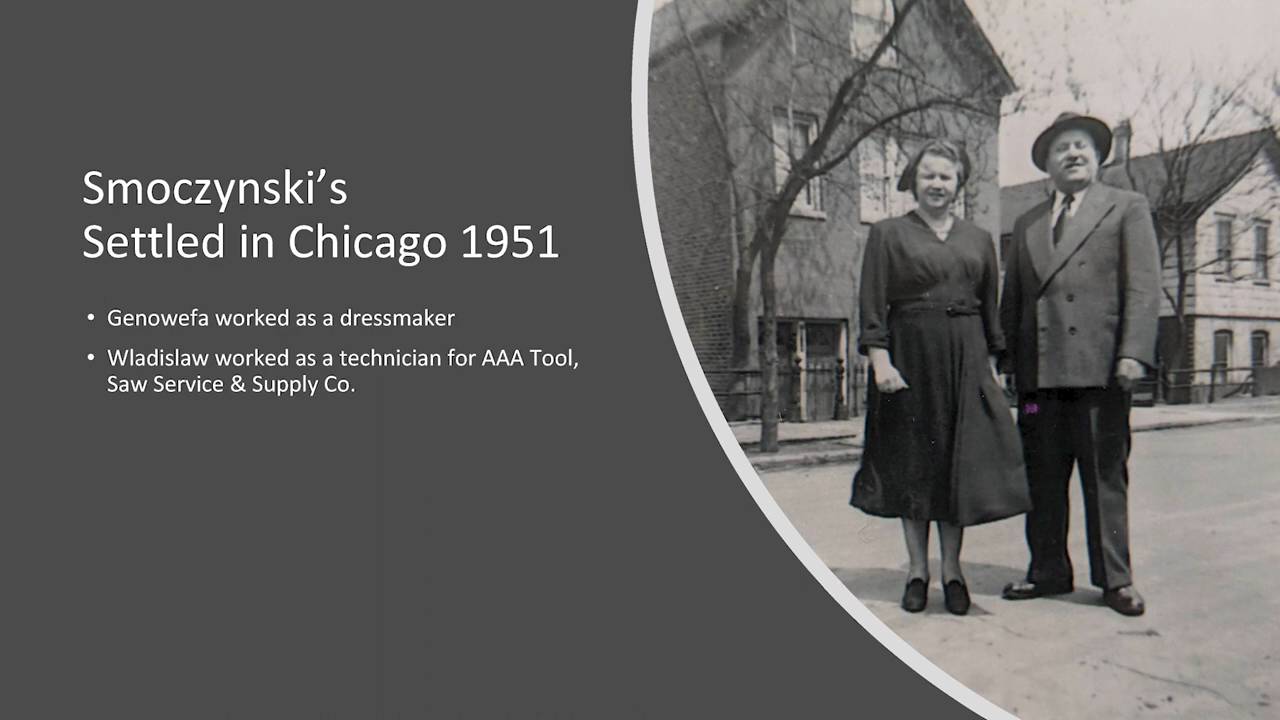 Smoczynski’s
Settled in Chicago 1951
• Genowefa worked as a dressmaker
• Wladislaw worked as a technician for AAA Tool,
Saw Service & Supply Co.